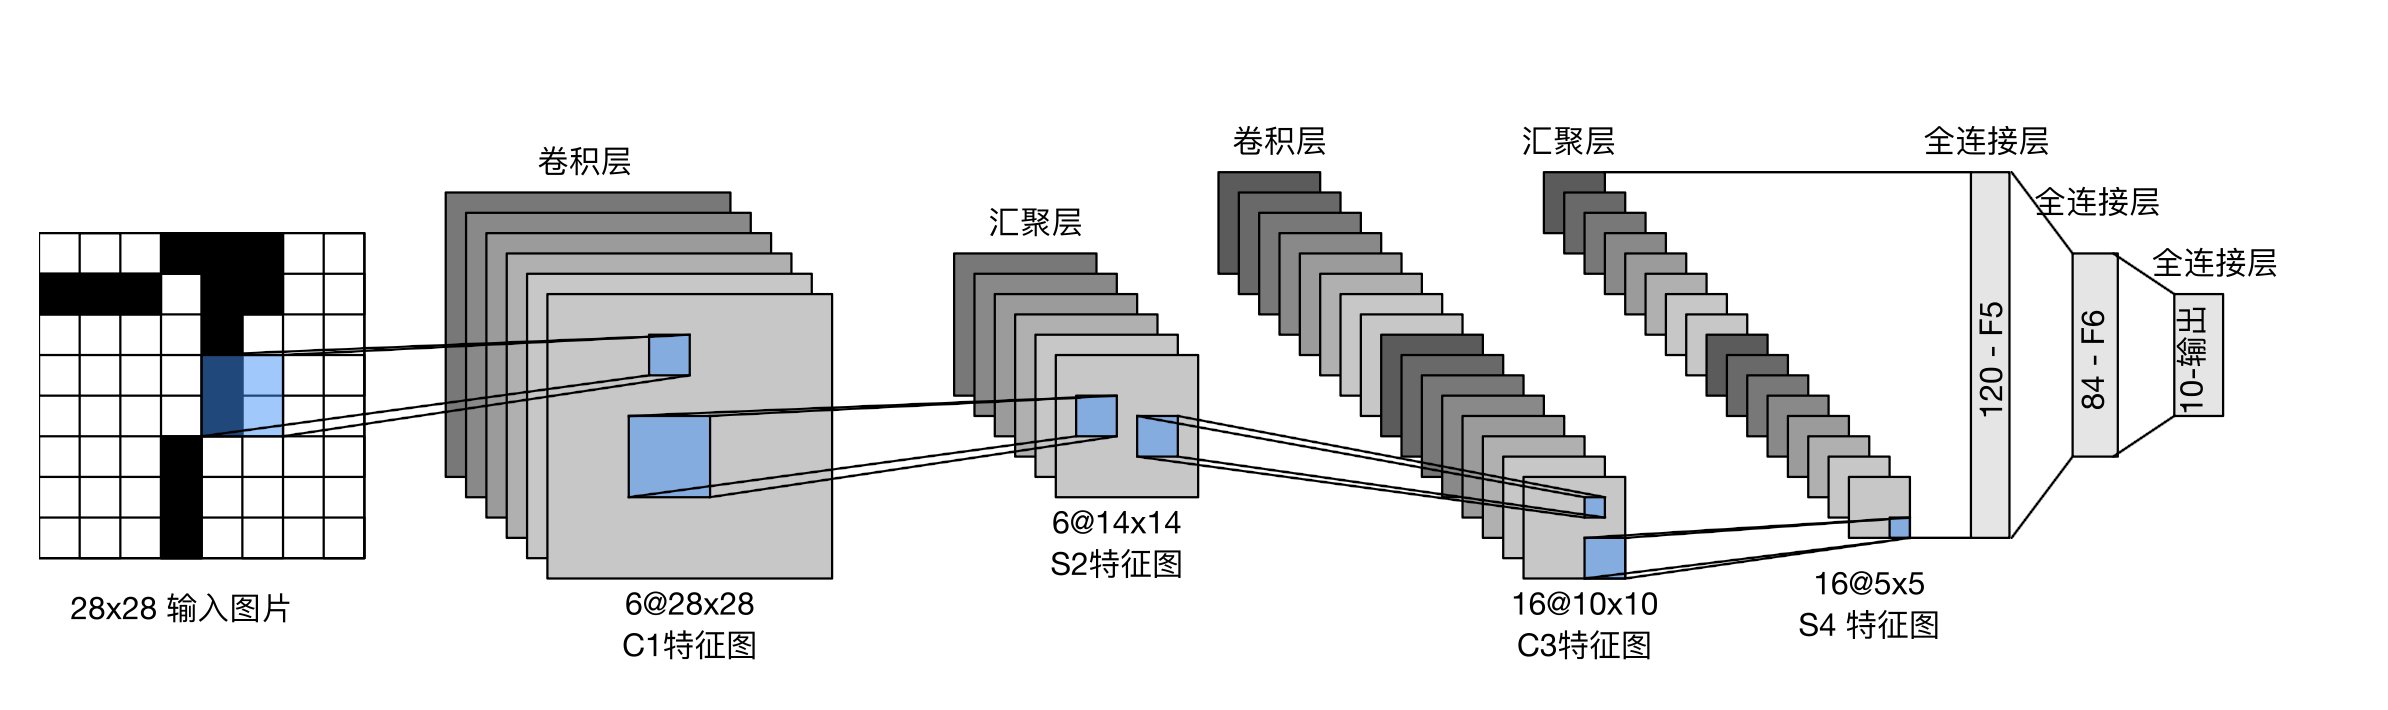 28x28 输入图片
卷积层
6@28x28
C1特征图
汇聚层
6@14x14
S2特征图
卷积层
16@10x10
C3特征图
汇聚层
16@5x5
S4 特征图
全连接层
120 - F5
全连接层
84 - F6
全连接层
10-输出